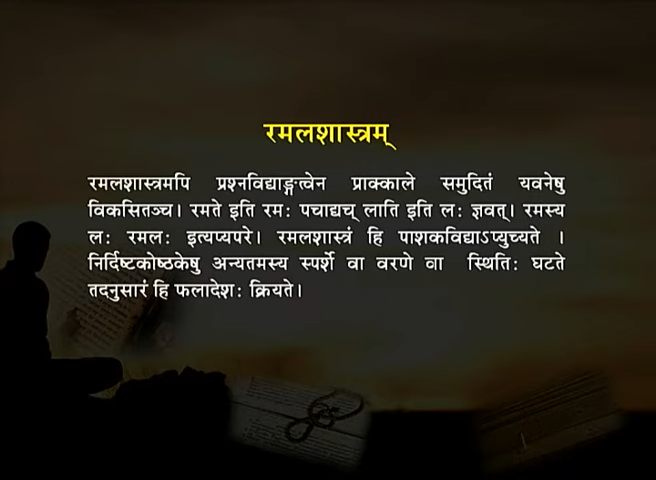 रमलशास्त्रम्
रमलशास्त्रमपि प्रश्नविद्याङ्गत्वेन प्राक्काले समुदितं यवनेषु
विकसितञ्च। रमते इति रमः पचाद्यच् लाति इति लः ज्ञवत्। रमस्य
लः रमलः इत्यप्यपरे। रमलशास्त्रं हि पाशकविद्याऽप्युच्यते ।
निर्दिष्टकोष्ठकेषु अन्यतमस्य स्पर्शे वा वरणे वा स्थितिः घटते
तदनुसारं हि फलादेशः क्रियते।